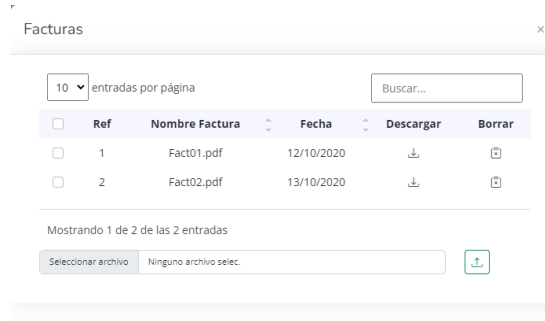 Facturas
10 entradas por página
Buscar...
Ref Nombre Factura Fecha Descargar Borrar
1 Fact01.pdf 12/10/2020
2 Fact02.pdf 13/10/2020
Mostrando 1 de 2 de las 2 entradas
Seleccionar archivo Ninguno archivo selec.